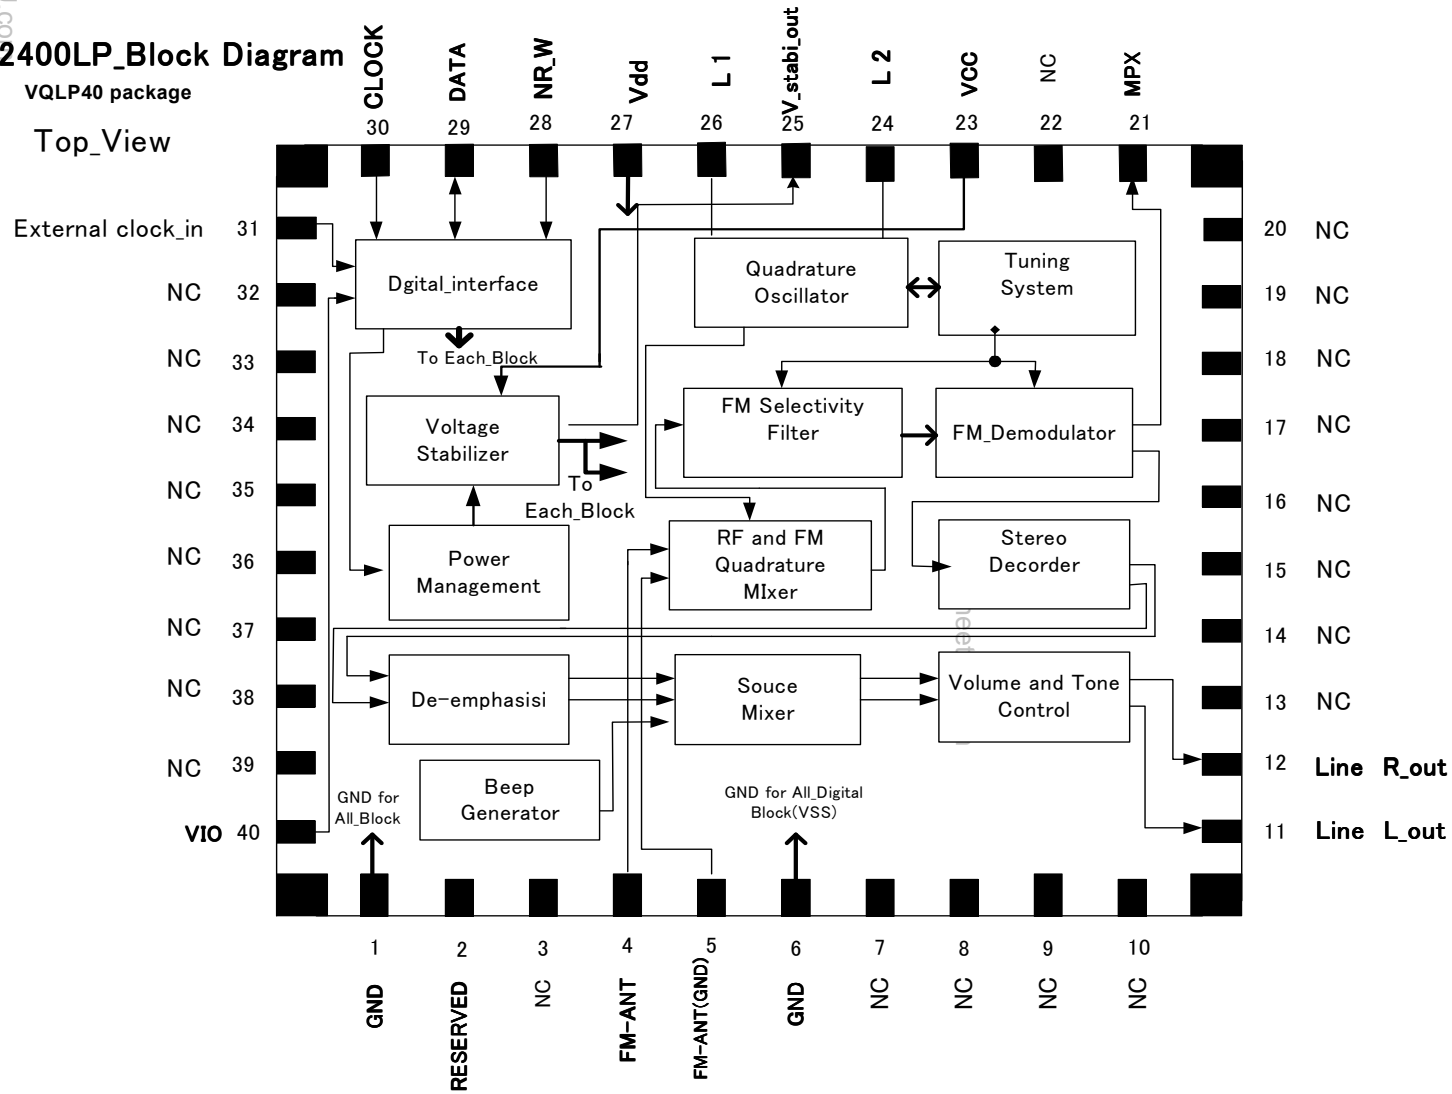 2400LP_Block Diagram
VQLP40 package
Top_View
CLOCK
DATA
NR_W
Vdd
L 1
V_stabi_out
L 2
VCC
NC
MPX
30
29
28
27
26
25
24
23
22
21
External clock_in 31
NC 32
NC 33
NC 34
NC 35
NC 36
NC 37
NC 38
NC 39
VIO 40
20 NC
19 NC
18 NC
17 NC
16 NC
15 NC
14 NC
13 NC
12 Line R_out
11 Line L_out
Dgital_interface
To Each_Block
Quadrature
Oscillator
Tuning
System
Voltage
Stabilizer
To
Each_Block
FM Selectivity
Filter
FM_Demodulator
Power
Management
RF and FM
Quadrature
MIxer
Stereo
Decorder
De-emphasisi
Souce
Mixer
Volume and Tone
Control
Beep
Generator
GND for
All_Block
GND for All_Digital
Block(VSS)
1
2
3
4
5
6
7
8
9
10
GND
RESERVED
NC
FM-ANT
FM-ANT(GND)
GND
NC
NC
NC
NC